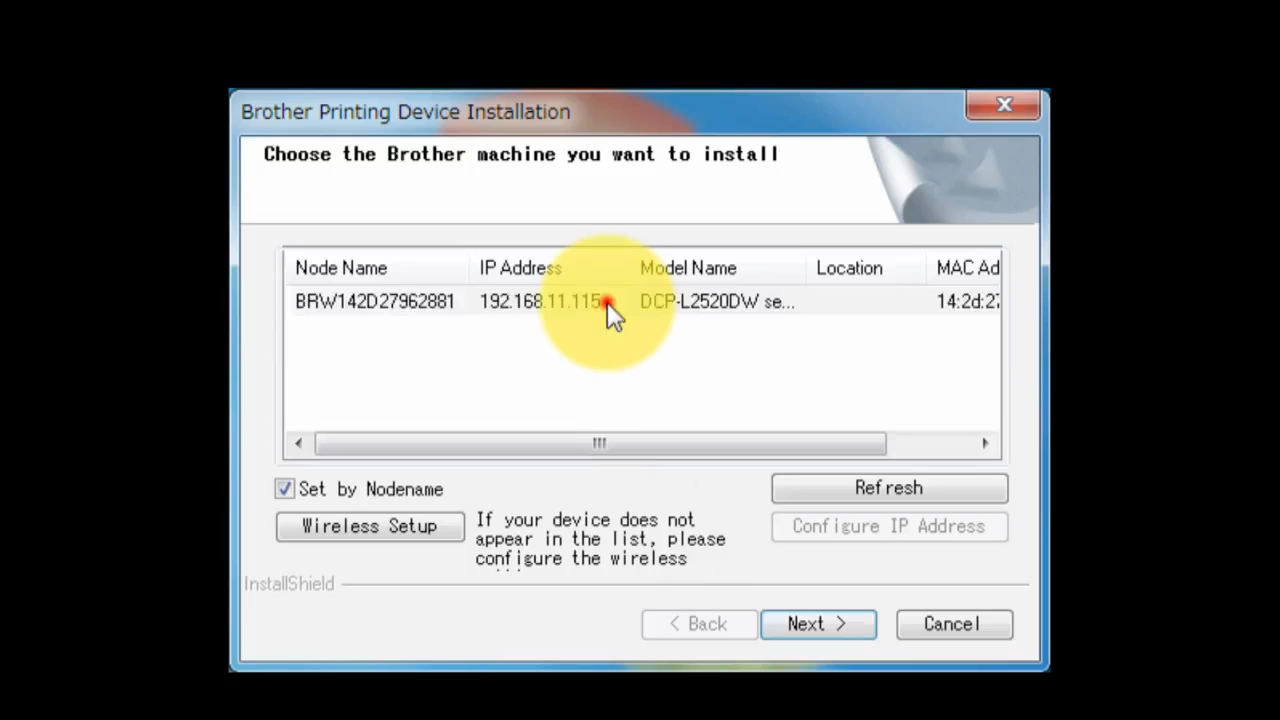 Brother Printing Device Installation
Choose the Brother machine you want to install
Node Name IP Address Model Name Location MAC Ad
BRW142D27962881 192.168.11.115 DCP-L2520DW se... 14:2d:27
Set by Nodename
Refresh
Wireless Setup
If your device does not
appear in the list, please
configure the wireless
Configure IP Address
InstallShield
< Back Next > Cancel